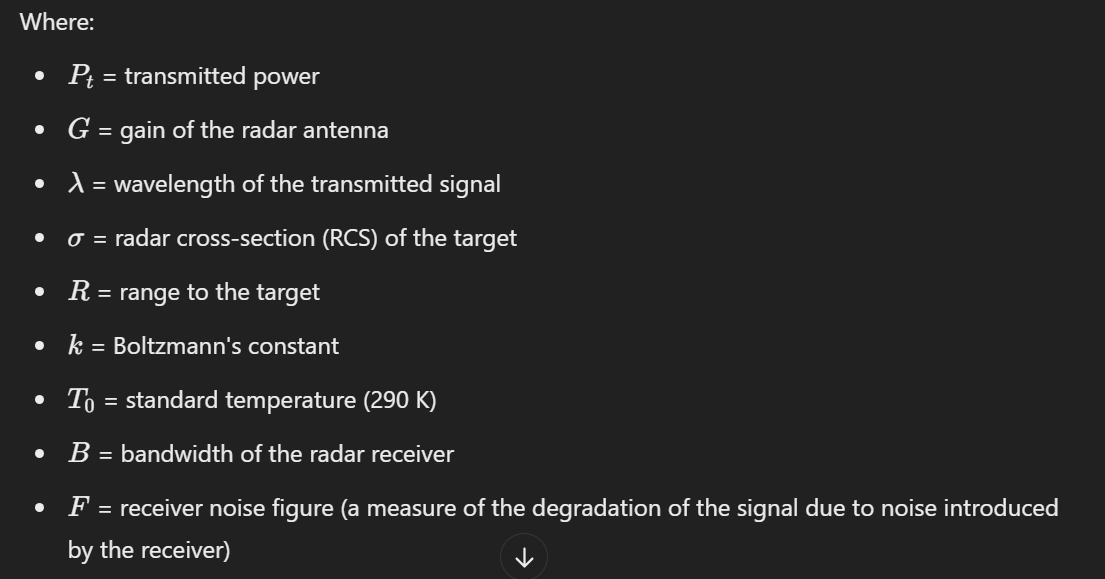 Where:
• Pₜ = transmitted power
• G = gain of the radar antenna
• λ = wavelength of the transmitted signal
• σ = radar cross-section (RCS) of the target
• R = range to the target
• k = Boltzmann's constant
• T₀ = standard temperature (290 K)
• B = bandwidth of the radar receiver
• F = receiver noise figure (a measure of the degradation of the signal due to noise introduced
by the receiver)